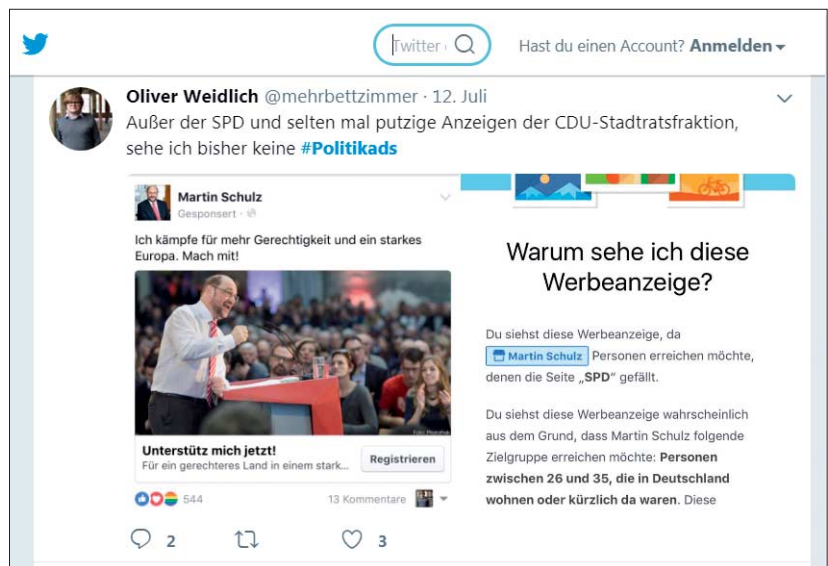 Twitter
Hast du einen Account? Anmelden
Oliver Weidlich @mehrbettzimmer · 12. Juli
Außer der SPD und selten mal putzige Anzeigen der CDU-Stadtratsfraktion,
sehe ich bisher keine #Politikads
Martin Schulz
Gesponsert ·
Ich kämpfe für mehr Gerechtigkeit und ein starkes
Europa. Mach mit!
Unterstütz mich jetzt!
Für ein gerechteres Land in einem stark...
Registrieren
544
13 Kommentare
Warum sehe ich diese
Werbeanzeige?
Du siehst diese Werbeanzeige, da
Martin Schulz Personen erreichen möchte,
denen die Seite „SPD“ gefällt.
Du siehst diese Werbeanzeige wahrscheinlich
aus dem Grund, dass Martin Schulz folgende
Zielgruppe erreichen möchte: Personen
zwischen 26 und 35, die in Deutschland
wohnen oder kürzlich da waren. Diese
2
3